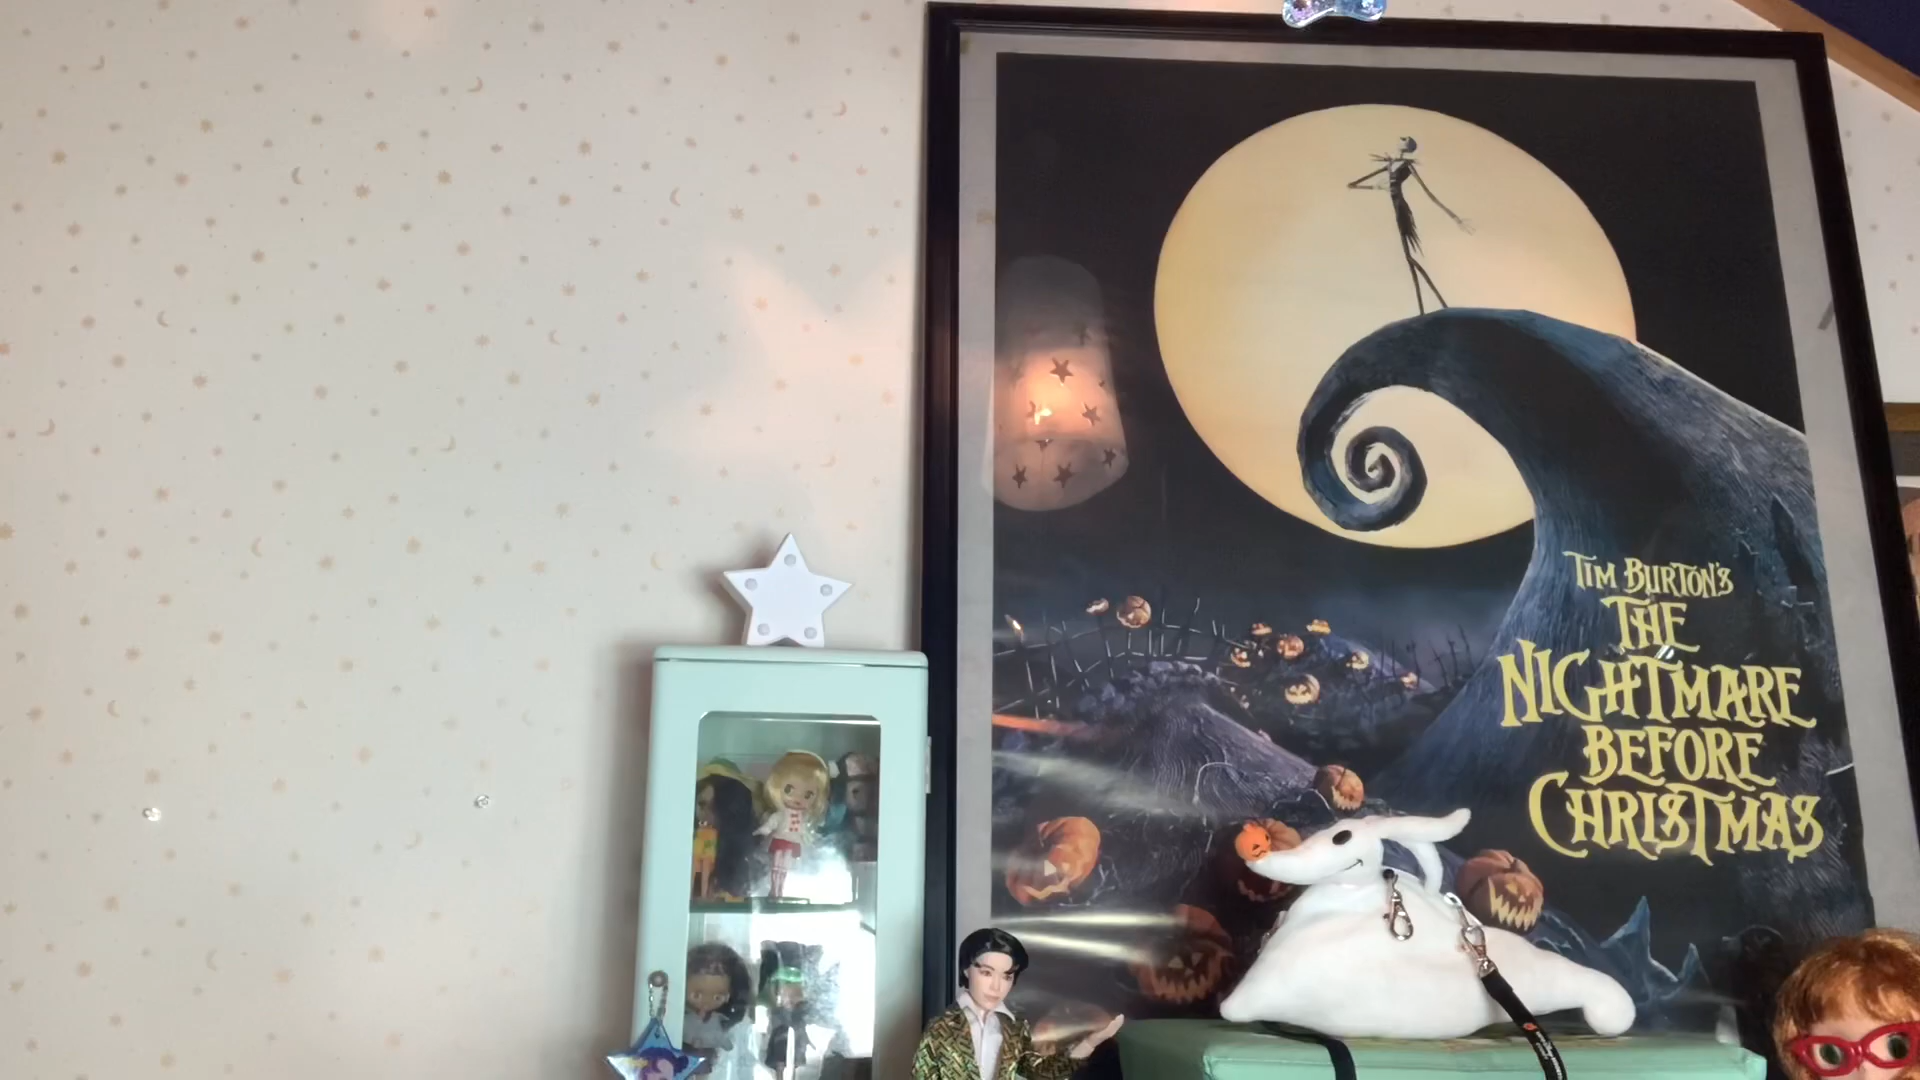 TIM BURTON'S
THE
NIGHTMARE
BEFORE
CHRISTMAS